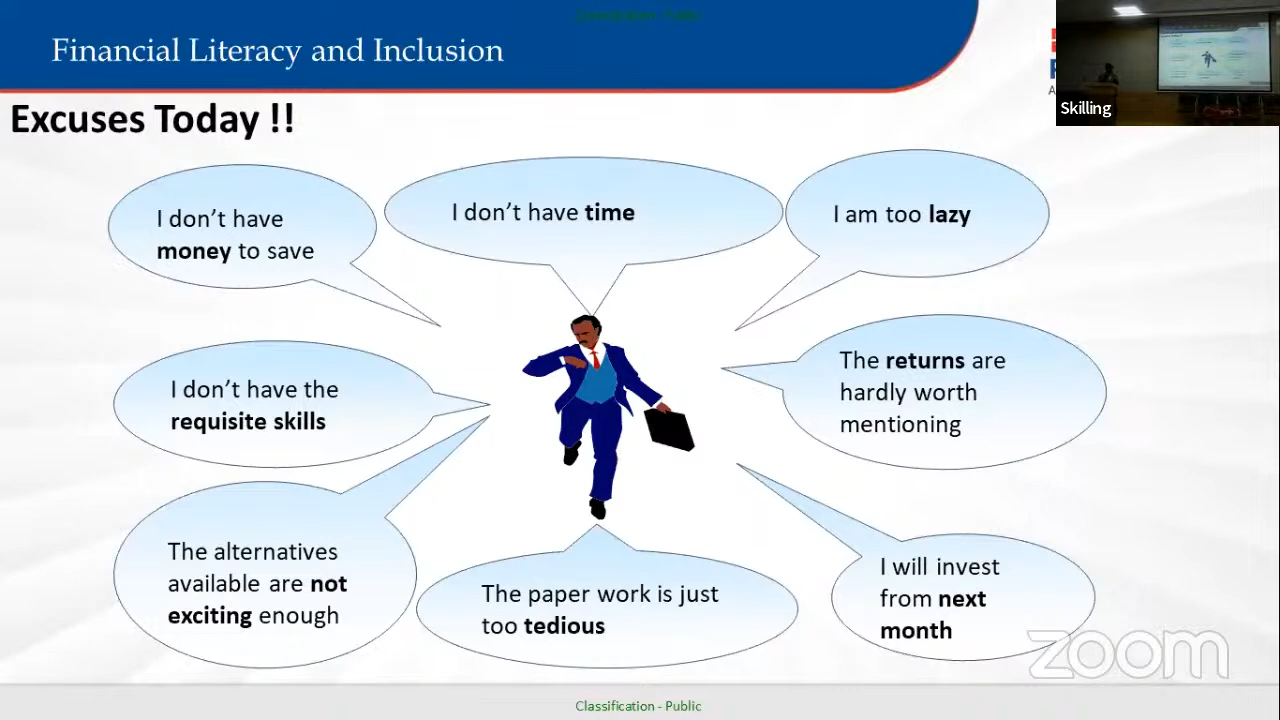 Classification - Public
Financial Literacy and Inclusion
Skilling
Excuses Today !!
I don't have
money to save
I don't have time
I am too lazy
I don't have the
requisite skills
The returns are
hardly worth
mentioning
The alternatives
available are not
exciting enough
The paper work is just
too tedious
I will invest
from next
month
zoom
Classification - Public